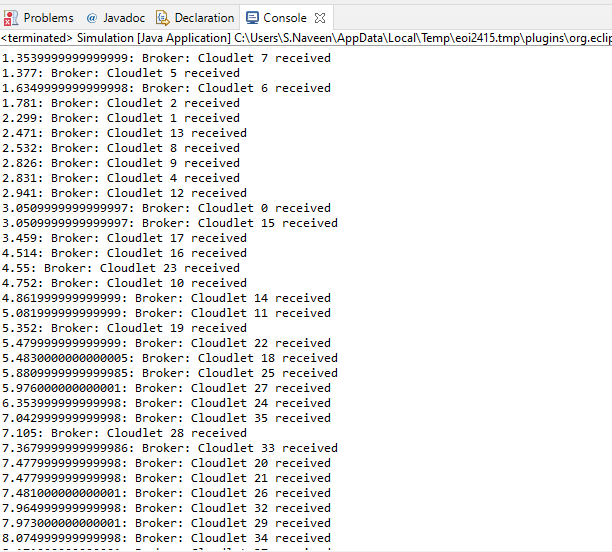 Problems @ Javadoc Declaration Console
<terminated> Simulation [Java Application] C:\Users\S.Naveen\AppData\Local\Temp\eoi2415.tmp\plugins\org.eclip
1.3539999999999999: Broker: Cloudlet 7 received
1.377: Broker: Cloudlet 5 received
1.6349999999999998: Broker: Cloudlet 6 received
1.781: Broker: Cloudlet 2 received
2.299: Broker: Cloudlet 1 received
2.471: Broker: Cloudlet 13 received
2.532: Broker: Cloudlet 8 received
2.826: Broker: Cloudlet 9 received
2.831: Broker: Cloudlet 4 received
2.941: Broker: Cloudlet 12 received
3.0509999999999997: Broker: Cloudlet 0 received
3.0509999999999997: Broker: Cloudlet 15 received
3.459: Broker: Cloudlet 17 received
4.514: Broker: Cloudlet 16 received
4.55: Broker: Cloudlet 23 received
4.752: Broker: Cloudlet 10 received
4.861999999999999: Broker: Cloudlet 14 received
5.081999999999999: Broker: Cloudlet 11 received
5.352: Broker: Cloudlet 19 received
5.479999999999999: Broker: Cloudlet 22 received
5.4830000000000005: Broker: Cloudlet 18 received
5.8809999999999985: Broker: Cloudlet 25 received
5.976000000000001: Broker: Cloudlet 27 received
6.353999999999998: Broker: Cloudlet 24 received
7.042999999999998: Broker: Cloudlet 35 received
7.105: Broker: Cloudlet 28 received
7.3679999999999986: Broker: Cloudlet 33 received
7.477999999999998: Broker: Cloudlet 20 received
7.477999999999998: Broker: Cloudlet 21 received
7.481000000000001: Broker: Cloudlet 26 received
7.964999999999998: Broker: Cloudlet 32 received
7.973000000000001: Broker: Cloudlet 29 received
8.074999999999998: Broker: Cloudlet 34 received